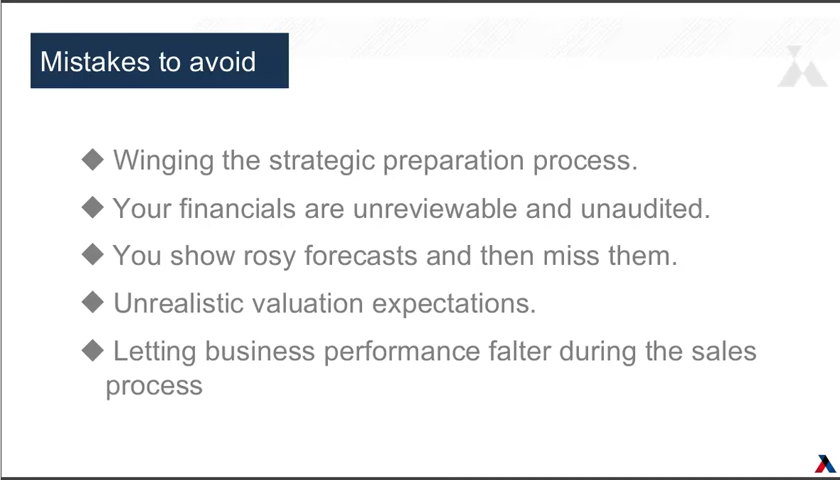 Mistakes to avoid
Winging the strategic preparation process.
Your financials are unreviewable and unaudited.
You show rosy forecasts and then miss them.
Unrealistic valuation expectations.
Letting business performance falter during the sales
process